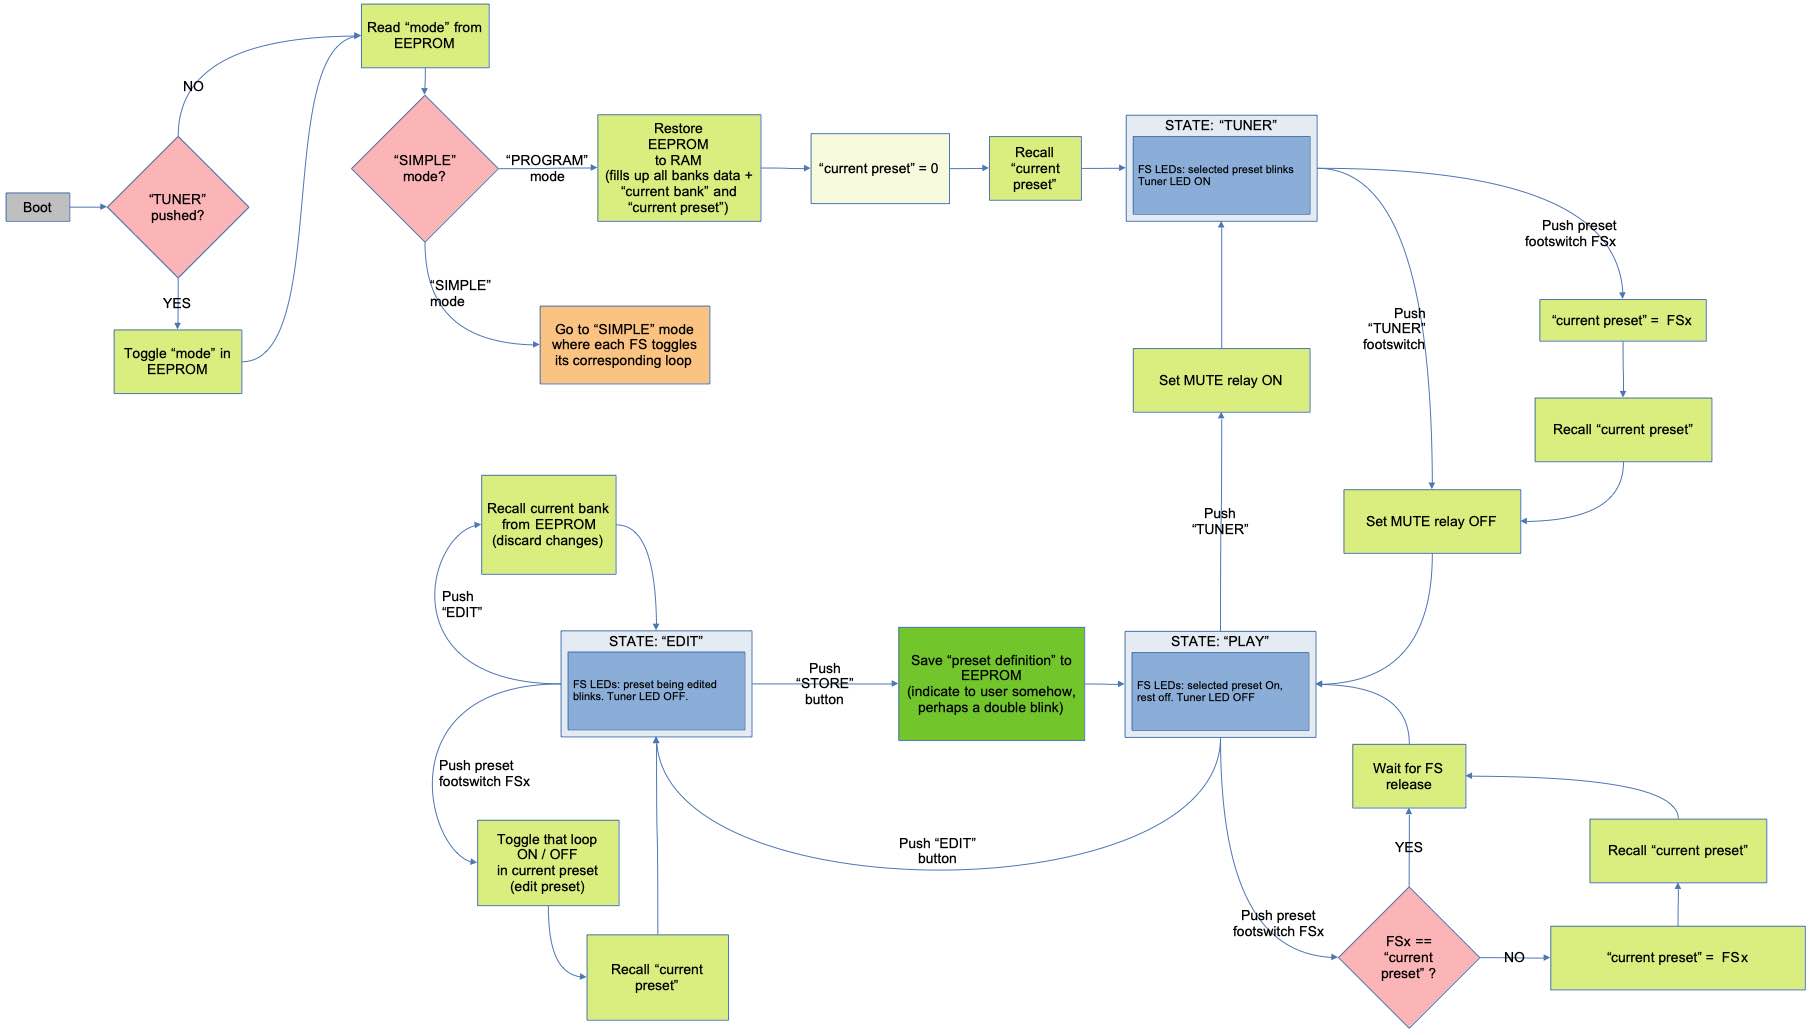 Read “mode” from
EEPROM
NO
“TUNER”
pushed?
Boot
YES
Toggle “mode” in
EEPROM
“SIMPLE”
mode?
“PROGRAM”
mode
“SIMPLE”
mode
Go to “SIMPLE” mode
where each FS toggles
its corresponding loop
Restore
EEPROM
to RAM
(fills up all banks data +
“current bank” and
“current preset”)
“current preset” = 0
Recall
“current
preset”
STATE: “TUNER”
FS LEDs: selected preset blinks
Tuner LED ON
Push preset
footswitch FSx
“current preset” =  FSx
Recall “current preset”
Push
“TUNER”
footswitch
Set MUTE relay OFF
Set MUTE relay ON
Push
“TUNER”
Recall current bank
from EEPROM
(discard changes)
Push
“EDIT”
STATE: “EDIT”
FS LEDs: preset being edited
blinks. Tuner LED OFF.
Push
“STORE”
button
Save “preset definition” to
EEPROM
(indicate to user somehow,
perhaps a double blink)
STATE: “PLAY”
FS LEDs: selected preset On,
rest off. Tuner LED OFF
Push preset
footswitch FSx
Toggle that loop
ON / OFF
in current preset
(edit preset)
Recall “current
preset”
Push “EDIT”
button
Push preset
footswitch FSx
Wait for FS
release
YES
FSx ==
“current
preset” ?
NO
“current preset” =  FSx
Recall “current preset”